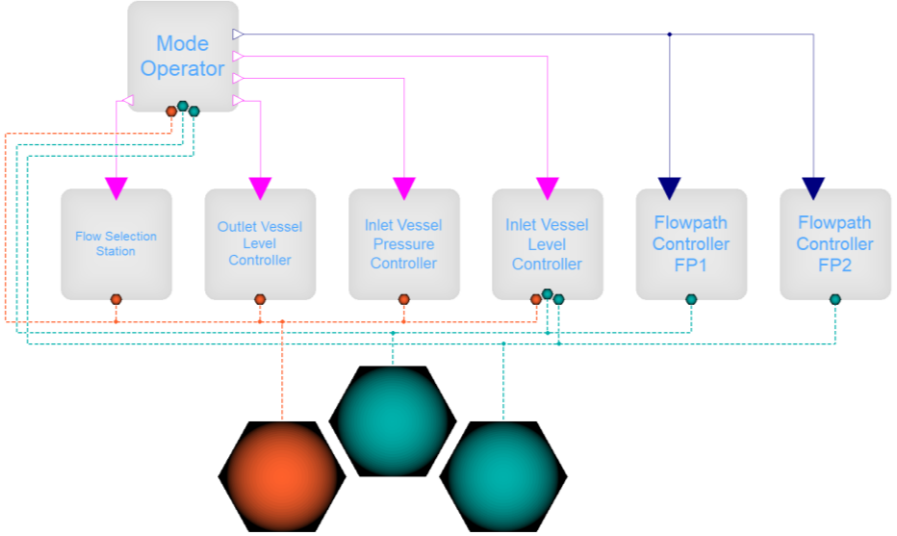 Mode
Operator
Flow Selection
Station
Outlet Vessel
Level
Controller
Inlet Vessel
Pressure
Controller
Inlet Vessel
Level
Controller
Flowpath
Controller
FP1
Flowpath
Controller
FP2